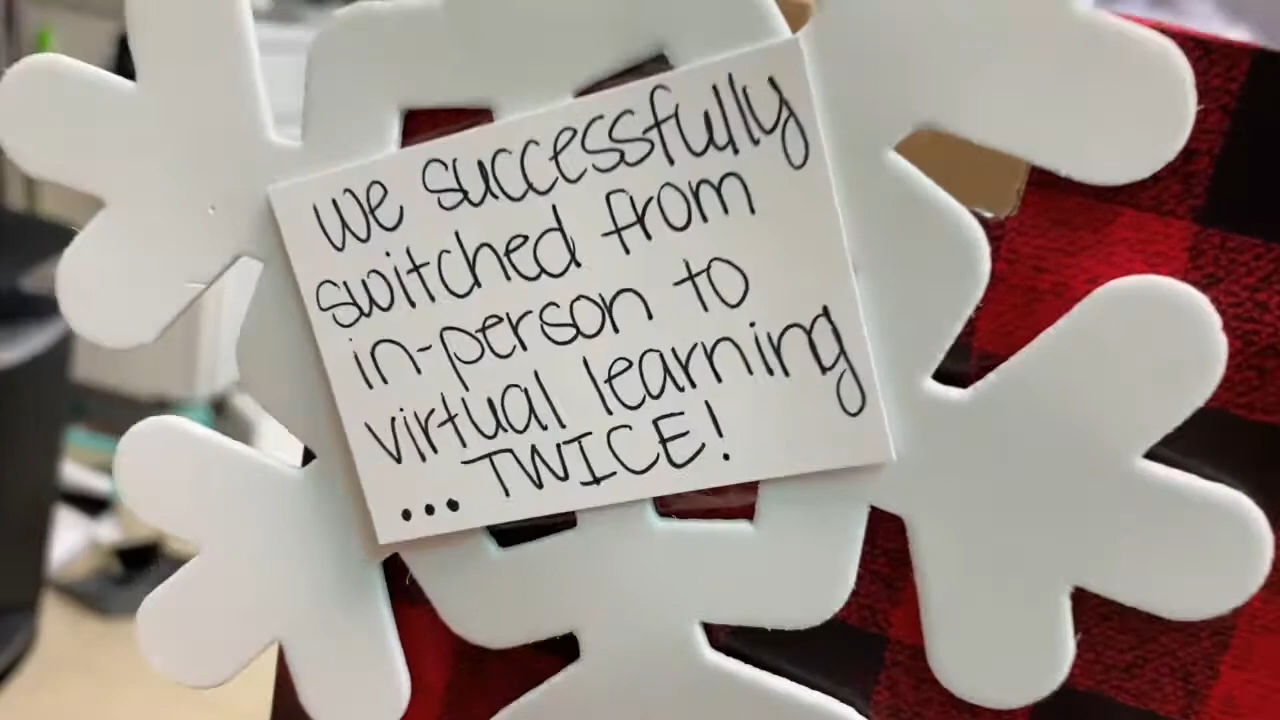 we successfully
switched from
in-person to
virtual learning
... TWICE!